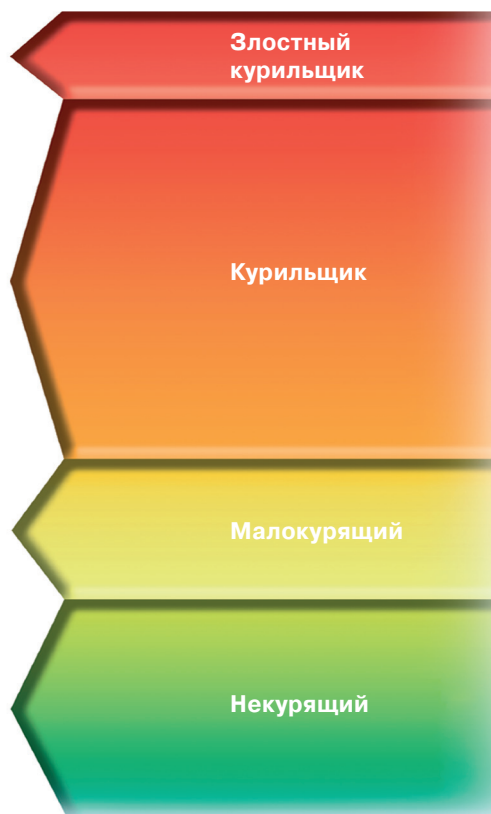 Злостный
курильщик
Курильщик
Малокурящий
Некурящий